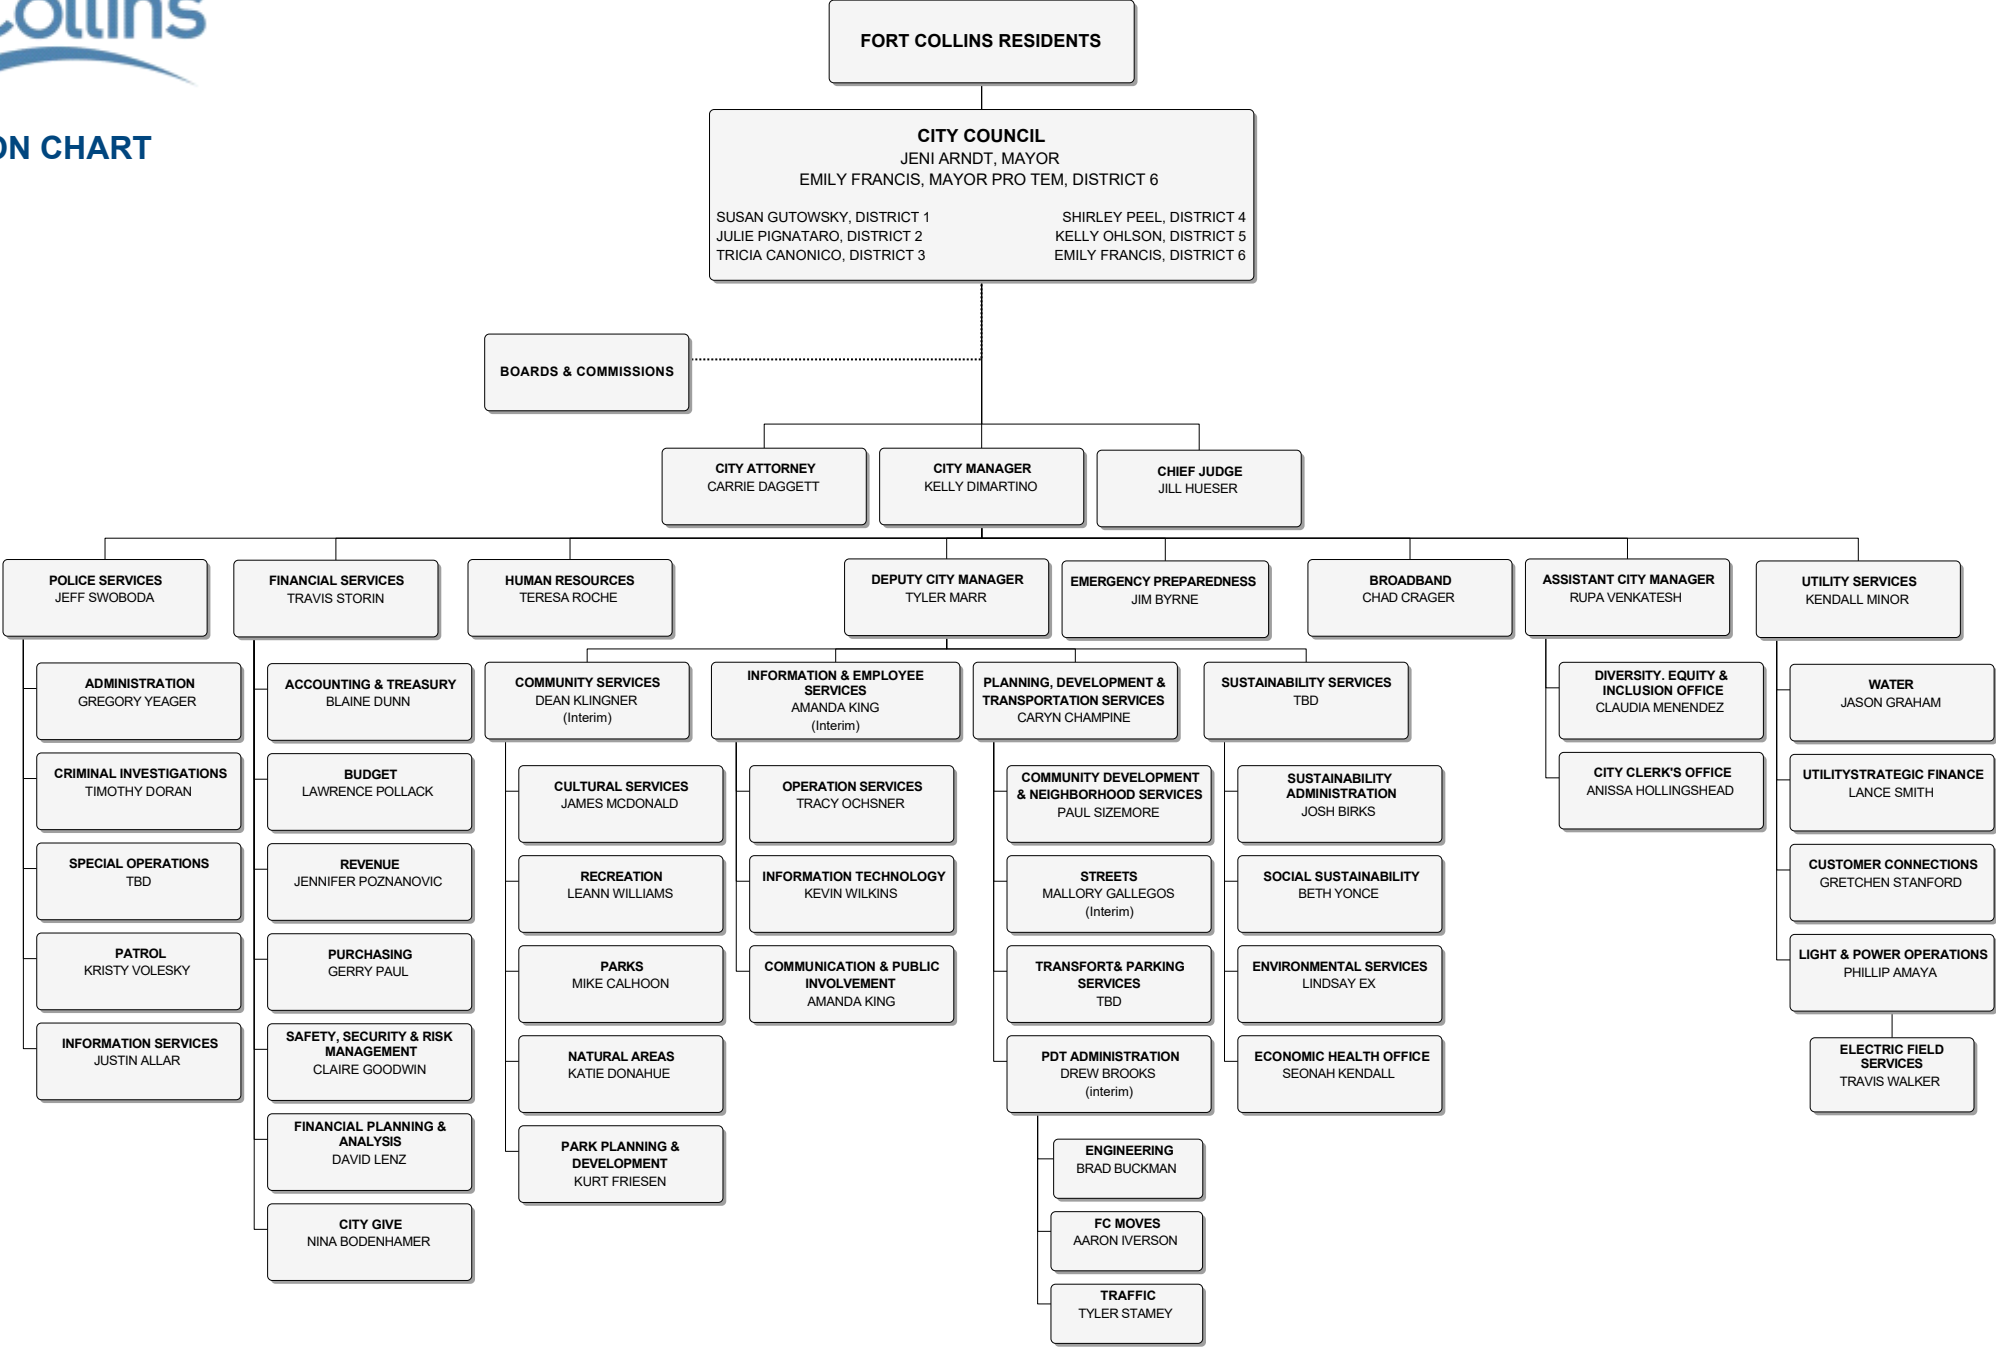 Collins
ON CHART
FORT COLLINS RESIDENTS
CITY COUNCIL
JENI ARNDT, MAYOR
EMILY FRANCIS, MAYOR PRO TEM, DISTRICT 6
SUSAN GUTOWSKY, DISTRICT 1
JULIE PIGNATARO, DISTRICT 2
TRICIA CANONICO, DISTRICT 3
SHIRLEY PEEL, DISTRICT 4
KELLY OHLSON, DISTRICT 5
EMILY FRANCIS, DISTRICT 6
BOARDS & COMMISSIONS
CITY ATTORNEY
CARRIE DAGGETT
CITY MANAGER
KELLY DIMARTINO
CHIEF JUDGE
JILL HUESER
POLICE SERVICES
JEFF SWOBODA
FINANCIAL SERVICES
TRAVIS STORIN
HUMAN RESOURCES
TERESA ROCHE
DEPUTY CITY MANAGER
TYLER MARR
EMERGENCY PREPAREDNESS
JIM BYRNE
BROADBAND
CHAD CRAGER
ASSISTANT CITY MANAGER
RUPA VENKATESH
UTILITY SERVICES
KENDALL MINOR
ADMINISTRATION
GREGORY YEAGER
CRIMINAL INVESTIGATIONS
TIMOTHY DORAN
SPECIAL OPERATIONS
TBD
PATROL
KRISTY VOLESKY
INFORMATION SERVICES
JUSTIN ALLAR
ACCOUNTING & TREASURY
BLAINE DUNN
BUDGET
LAWRENCE POLLACK
REVENUE
JENNIFER POZNANOVIC
PURCHASING
GERRY PAUL
SAFETY, SECURITY & RISK
MANAGEMENT
CLAIRE GOODWIN
FINANCIAL PLANNING &
ANALYSIS
DAVID LENZ
CITY GIVE
NINA BODENHAMER
COMMUNITY SERVICES
DEAN KLINGNER
(Interim)
CULTURAL SERVICES
JAMES MCDONALD
RECREATION
LEANN WILLIAMS
PARKS
MIKE CALHOON
NATURAL AREAS
KATIE DONAHUE
PARK PLANNING &
DEVELOPMENT
KURT FRIESEN
INFORMATION & EMPLOYEE
SERVICES
AMANDA KING
(Interim)
OPERATION SERVICES
TRACY OCHSNER
INFORMATION TECHNOLOGY
KEVIN WILKINS
COMMUNICATION & PUBLIC
INVOLVEMENT
AMANDA KING
PLANNING, DEVELOPMENT &
TRANSPORTATION SERVICES
CARYN CHAMPINE
COMMUNITY DEVELOPMENT
& NEIGHBORHOOD SERVICES
PAUL SIZEMORE
STREETS
MALLORY GALLEGOS
(Interim)
TRANSFORT& PARKING
SERVICES
TBD
PDT ADMINISTRATION
DREW BROOKS
(interim)
ENGINEERING
BRAD BUCKMAN
FC MOVES
AARON IVERSON
TRAFFIC
TYLER STAMEY
SUSTAINABILITY SERVICES
TBD
SUSTAINABILITY
ADMINISTRATION
JOSH BIRKS
SOCIAL SUSTAINABILITY
BETH YONCE
ENVIRONMENTAL SERVICES
LINDSAY EX
ECONOMIC HEALTH OFFICE
SEONAH KENDALL
DIVERSITY. EQUITY &
INCLUSION OFFICE
CLAUDIA MENENDEZ
CITY CLERK'S OFFICE
ANISSA HOLLINGSHEAD
WATER
JASON GRAHAM
UTILITYSTRATEGIC FINANCE
LANCE SMITH
CUSTOMER CONNECTIONS
GRETCHEN STANFORD
LIGHT & POWER OPERATIONS
PHILLIP AMAYA
ELECTRIC FIELD
SERVICES
TRAVIS WALKER